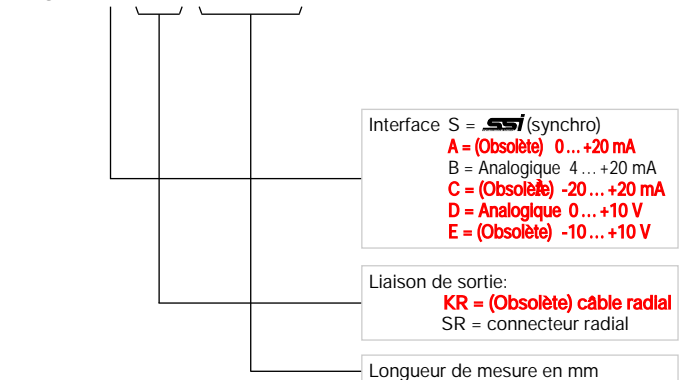 Interface S = SSI (synchro)
A = (Obsolète) 0...+20 mA
B = Analogique 4...+20 mA
C = (Obsolète) -20...+20 mA
D = Analogique 0...+10 V
E = (Obsolète) -10...+10 V
Liaison de sortie:
KR = (Obsolète) câble radial
SR = connecteur radial
Longueur de mesure en mm